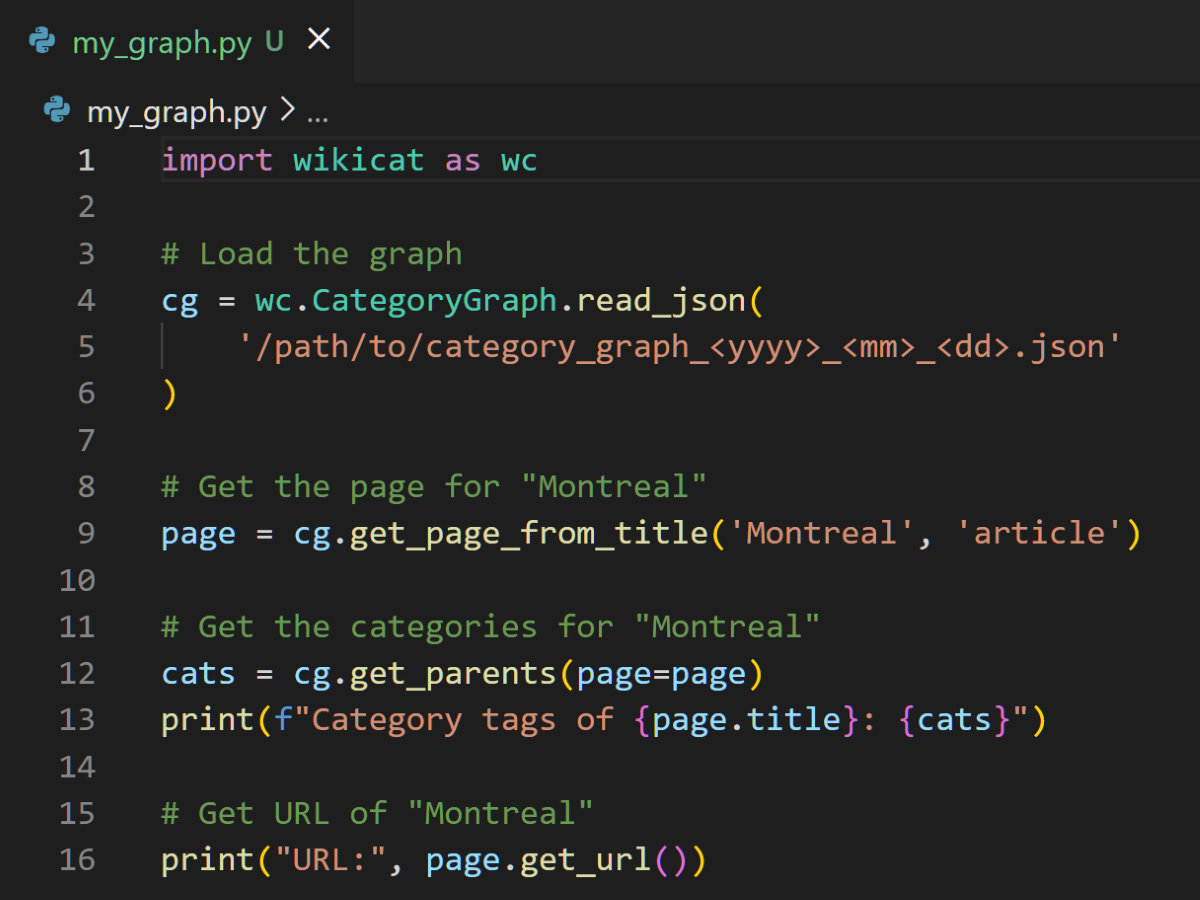 my_graph.py U ×
my_graph.py > ...
1 import wikicat as wc
2
3 # Load the graph
4 cg = wc.CategoryGraph.read_json(
5     '/path/to/category_graph_<yyyy>_<mm>_<dd>.json'
6 )
7
8 # Get the page for "Montreal"
9 page = cg.get_page_from_title('Montreal', 'article')
10
11 # Get the categories for "Montreal"
12 cats = cg.get_parents(page=page)
13 print(f"Category tags of {page.title}: {cats}")
14
15 # Get URL of "Montreal"
16 print("URL:", page.get_url())